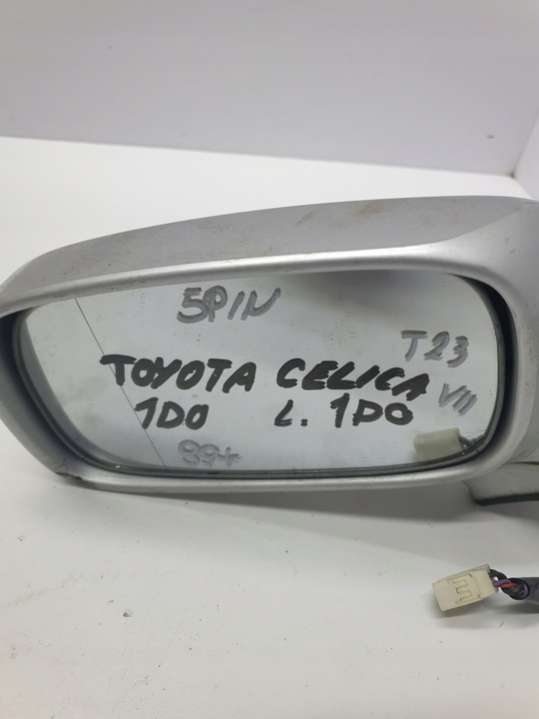 5PIN
T23
TOYOTA CELICA
VII
1D0 L. 1D0
99+